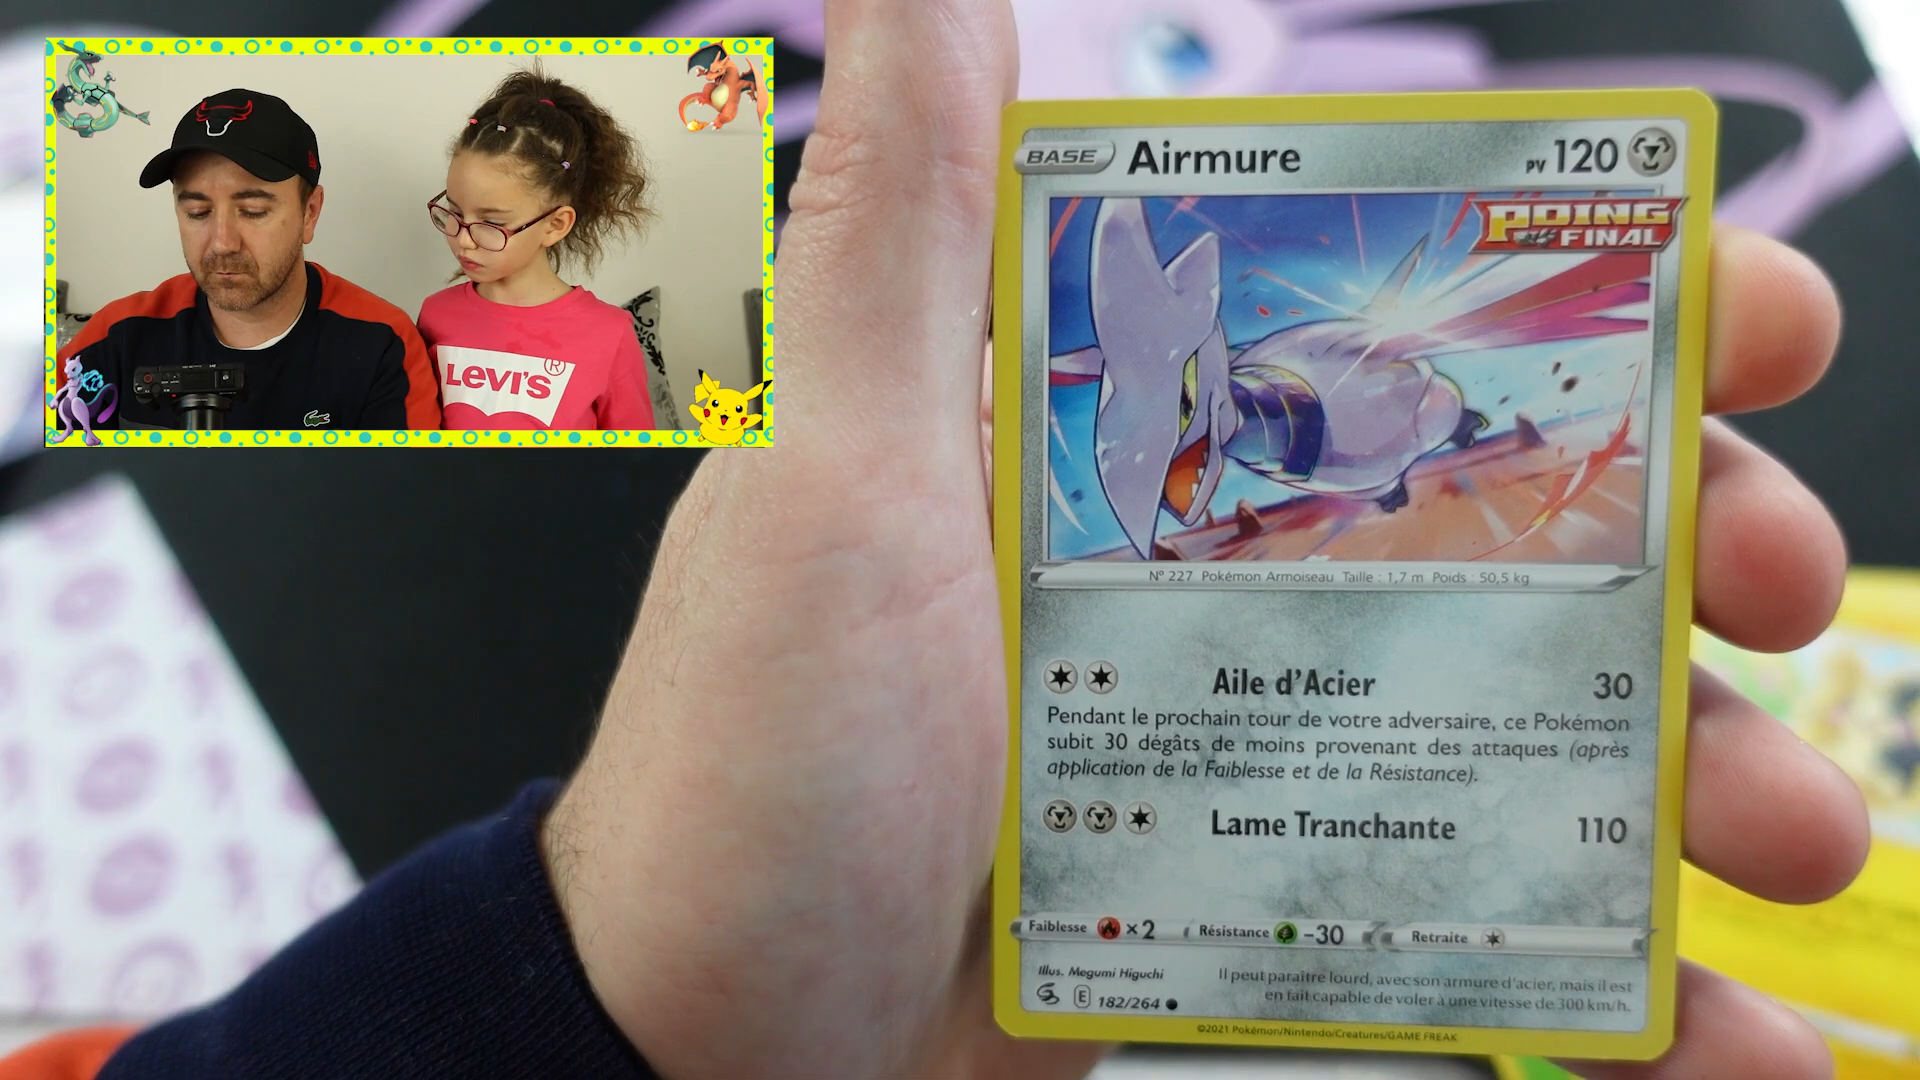 LEVI'S®
BASE Airmure PV 120
POING
FINAL
N° 227 Pokémon Armoiseau Taille : 1,7 m Poids : 50,5 kg
Aile d'Acier 30
Pendant le prochain tour de votre adversaire, ce Pokémon
subit 30 dégâts de moins provenant des attaques (après
application de la Faiblesse et de la Résistance).
Lame Tranchante 110
Faiblesse ×2 Résistance -30 Retraite
Illus. Megumi Higuchi
E 182/264
Il peut paraître lourd, avec son armure d'acier, mais il est
en fait capable de voler à une vitesse de 300 km/h.
©2021 Pokémon/Nintendo/Creatures/GAME FREAK